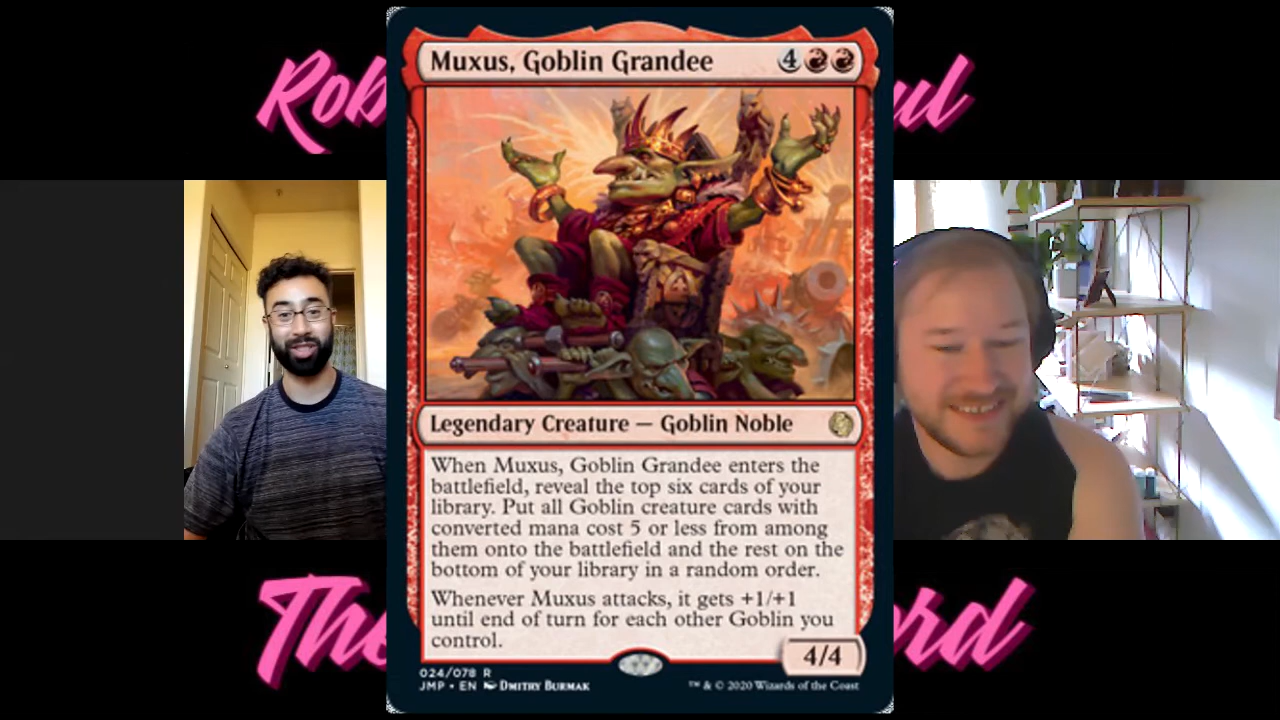 Rob
Muxus, Goblin Grandee 4
Legendary Creature — Goblin Noble
When Muxus, Goblin Grandee enters the
battlefield, reveal the top six cards of your
library. Put all Goblin creature cards with
converted mana cost 5 or less from among
them onto the battlefield and the rest on the
bottom of your library in a random order.
Whenever Muxus attacks, it gets +1/+1
until end of turn for each other Goblin you
control.
4/4
The
ord
024/078 R
JMP • EN Dmitry Burmak
™ & © 2020 Wizards of the Coast